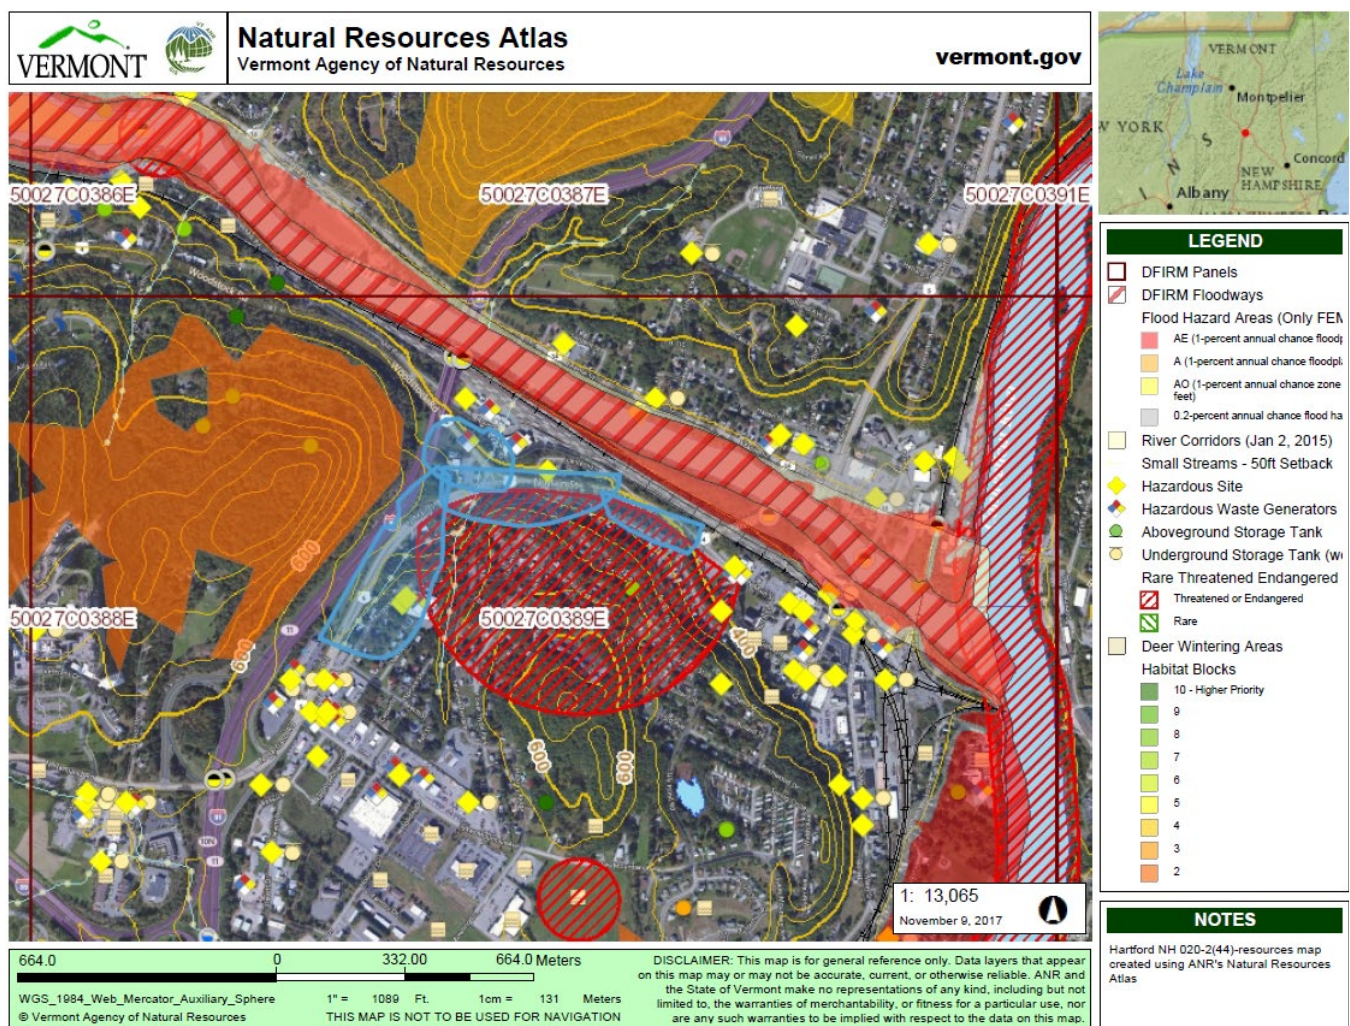 VERMONT
Natural Resources Atlas
Vermont Agency of Natural Resources
vermont.gov
VERMONT
Lake
Champlain
Montpelier
W YORK
NEW
HAMPSHIRE
Concord
Albany
50027C0386E
50027C0387E
50027C0391E
50027C0388E
50027C0389E
600
600
400
600
600
1: 13,065
November 9, 2017
LEGEND
DFIRM Panels
DFIRM Floodways
Flood Hazard Areas (Only FEM
AE (1-percent annual chance floodp
A (1-percent annual chance floodpl
AO (1-percent annual chance zone
feet)
0.2-percent annual chance flood ha
River Corridors (Jan 2, 2015)
Small Streams - 50ft Setback
Hazardous Site
Hazardous Waste Generators
Aboveground Storage Tank
Underground Storage Tank (w
Rare Threatened Endangered
Threatened or Endangered
Rare
Deer Wintering Areas
Habitat Blocks
10 - Higher Priority
9
8
7
6
5
4
3
2
NOTES
Hartford NH 020-2(44)-resources map
created using ANR's Natural Resources
Atlas
664.0
0
332.00
664.0 Meters
WGS_1984_Web_Mercator_Auxiliary_Sphere
1" = 1089 Ft. 1cm = 131 Meters
© Vermont Agency of Natural Resources
THIS MAP IS NOT TO BE USED FOR NAVIGATION
DISCLAIMER: This map is for general reference only. Data layers that appear
on this map may or may not be accurate, current, or otherwise reliable. ANR and
the State of Vermont make no representations of any kind, including but not
limited to, the warranties of merchantability, or fitness for a particular use, nor
are any such warranties to be implied with respect to the data on this map.